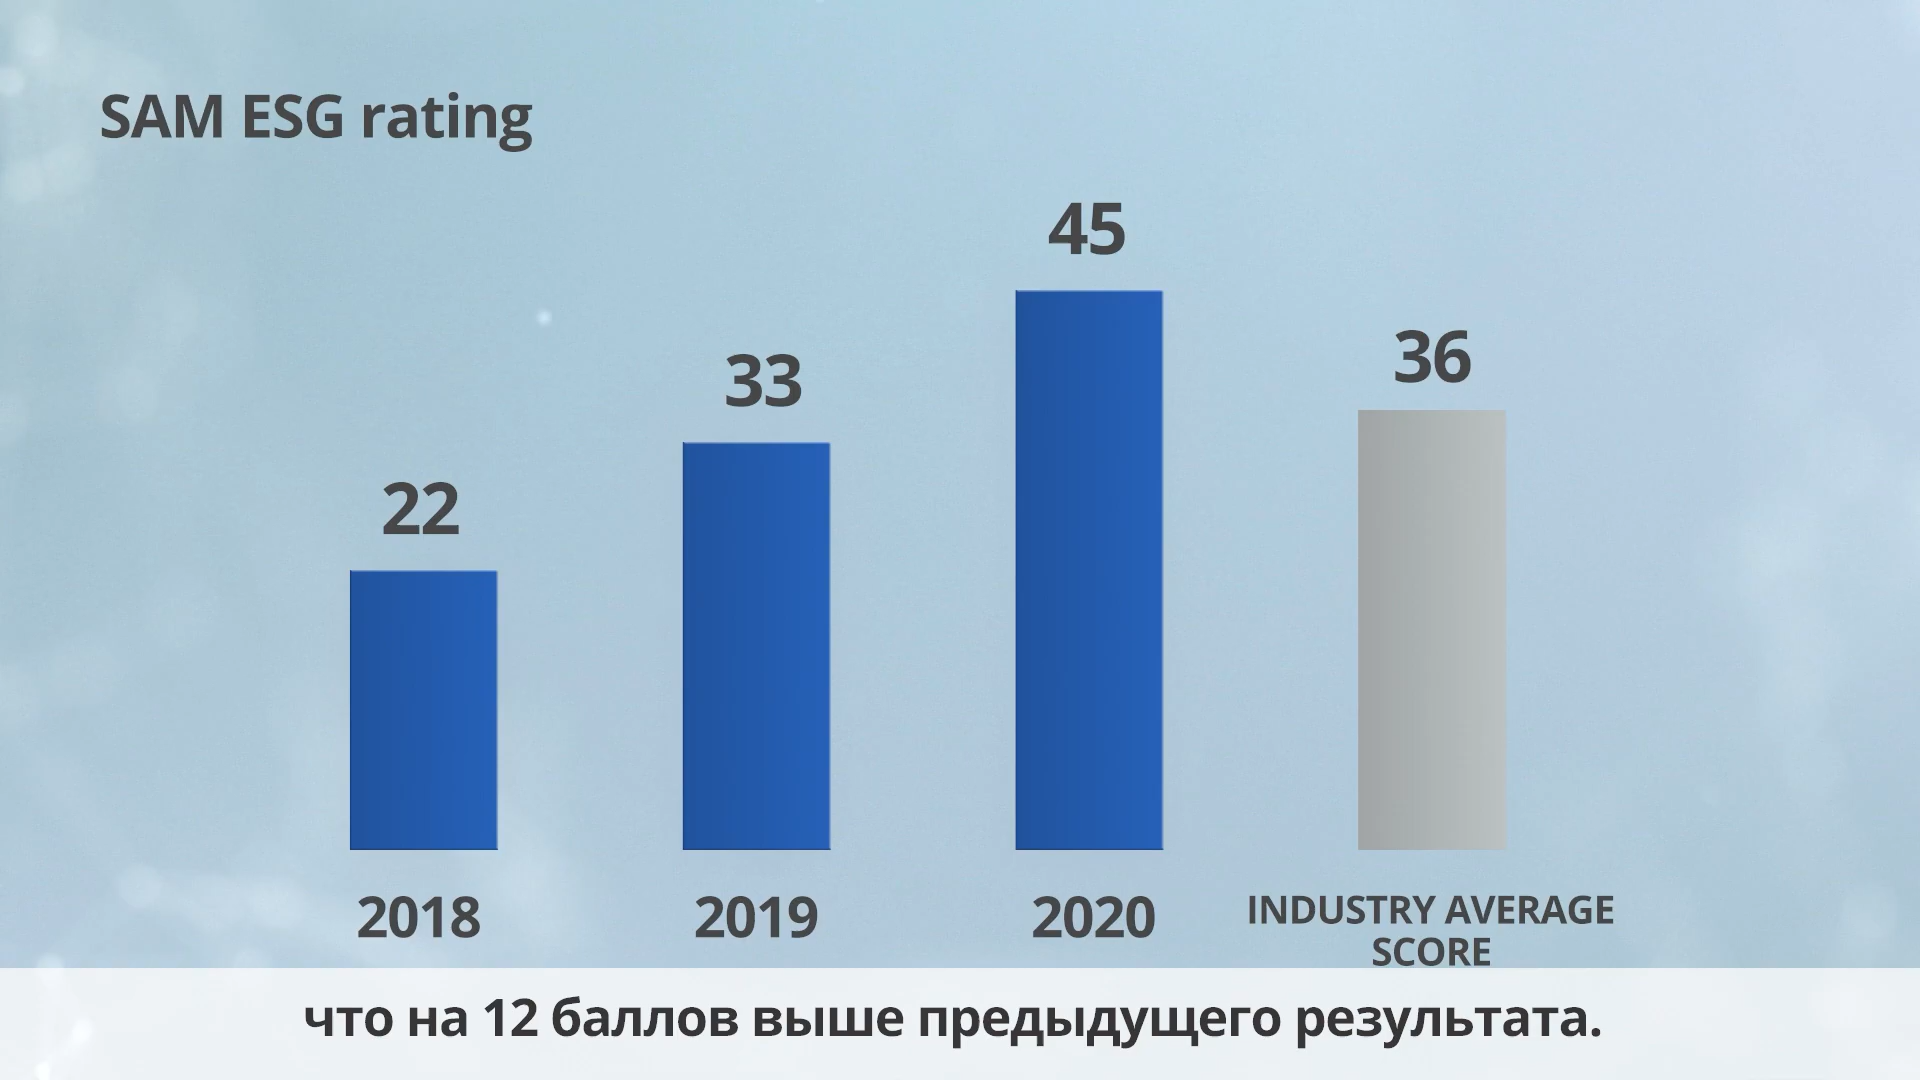 SAM ESG rating
45
36
33
22
2018
2019
2020
INDUSTRY AVERAGE
SCORE
что на 12 баллов выше предыдущего результата.